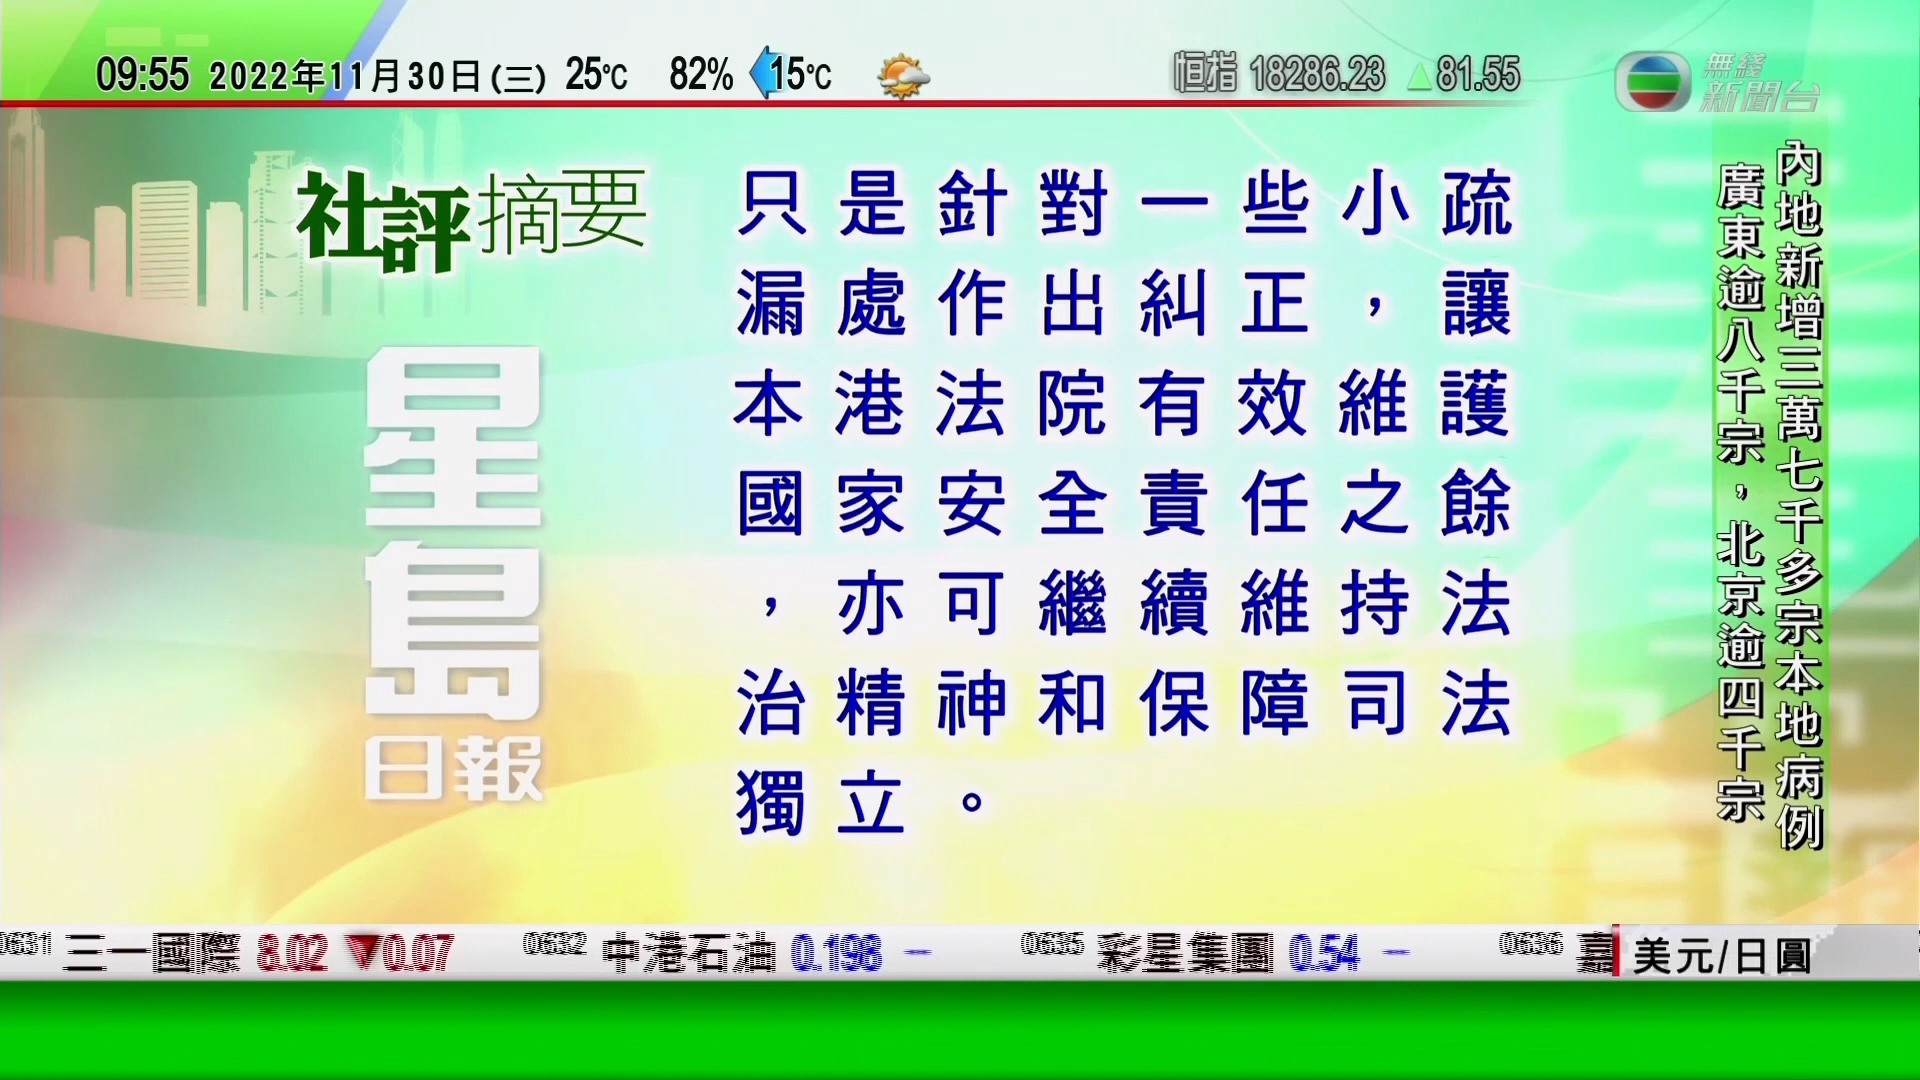 09:55 2022年11月30日(三) 25℃ 82% 15℃
恒指 18286.23 ▲81.55
無綫
新聞台
社評摘要
星島
日報
只是針對一些小疏
漏處作出糾正，讓
本港法院有效維護
國家安全責任之餘
，亦可繼續維持法
治精神和保障司法
獨立。
內地新增三萬七千多宗本地病例
廣東逾八千宗，北京逾四千宗
0631 三一國際 8.02 ▼0.07 0632 中港石油 0.198 - 0635 彩星集團 0.54 - 0636 嘉
美元/日圓